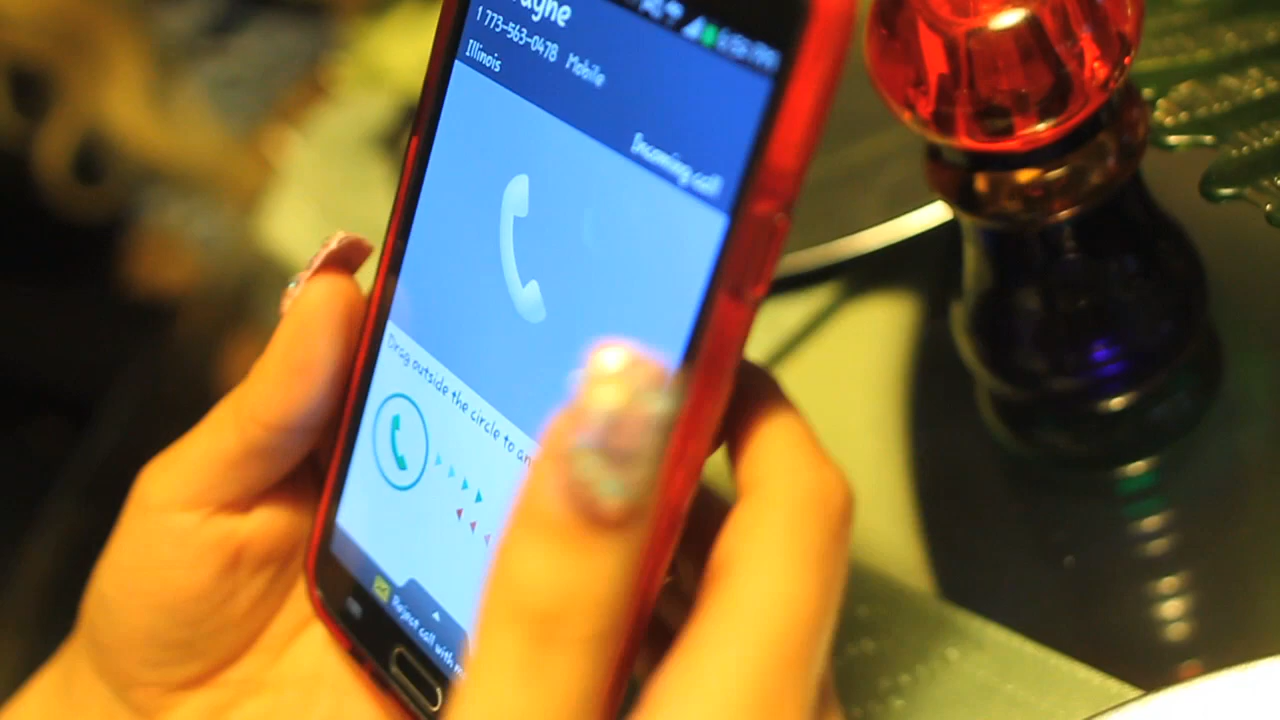 1 773-563-0478 Mobile
Illinois
Incoming call
Drag outside the circle to an
Reject call with